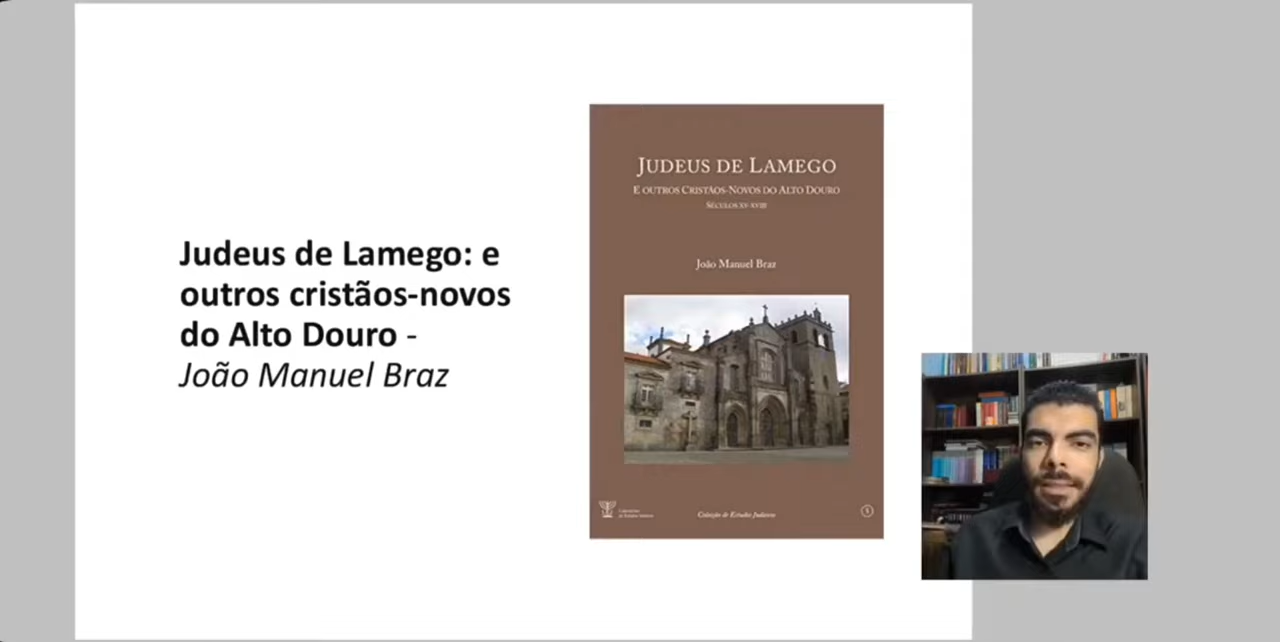 Judeus de Lamego: e
outros cristãos-novos
do Alto Douro -
João Manuel Braz
JUDEUS DE LAMEGO
E OUTROS CRISTÃOS-NOVOS DO ALTO DOURO
SÉCULOS XV-XVIII
João Manuel Braz
Coleção de Estudos Judaicos